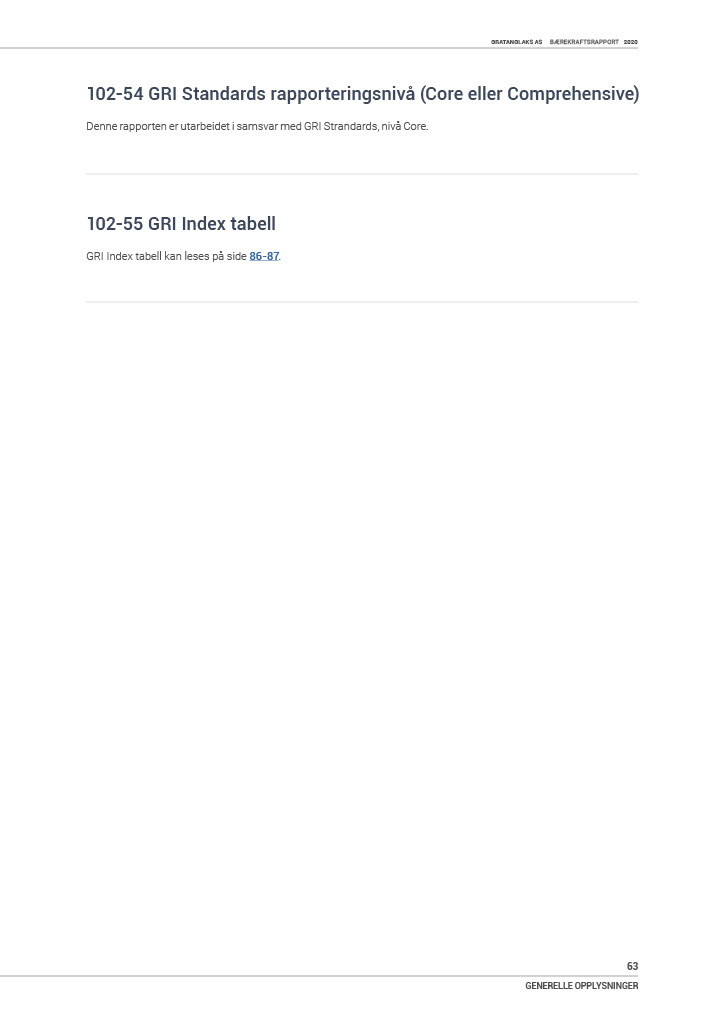 GRATANGLAKS AS BÆREKRAFTSRAPPORT 2020
102-54 GRI Standards rapporteringsnivå (Core eller Comprehensive)
Denne rapporten er utarbeidet i samsvar med GRI Strandards, nivå Core.
102-55 GRI Index tabell
GRI Index tabell kan leses på side 86-87.
63
GENERELLE OPPLYSNINGER